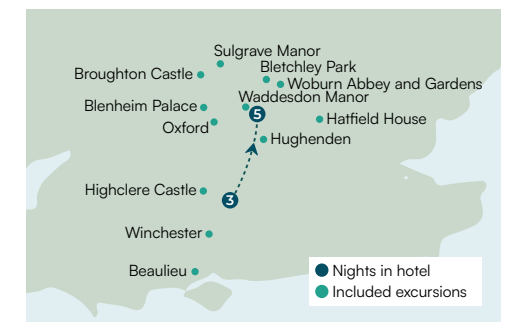 Sulgrave Manor
Bletchley Park
Broughton Castle
Woburn Abbey and Gardens
Waddesdon Manor
Blenheim Palace
5
Hatfield House
Oxford
Hughenden
Highclere Castle
3
Winchester
Beaulieu
Nights in hotel
Included excursions